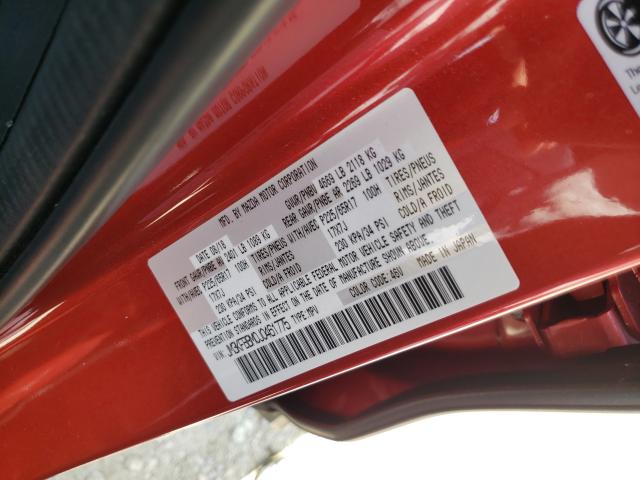 MFD. BY MAZDA MOTOR CORPORATION
DATE 06/18 GVWR/PNBV 4669 LB 2118 KG
FRONT GAWR/PNBE AV 2401 LB 1089 KG REAR GAWR/PNBE AR 2269 LB 1029 KG
WITH/AVEC P225/65R17 100H TIRES/PNEUS WITH/AVEC P225/65R17 100H TIRES/PNEUS
17X7J RIMS/JANTES 17X7J RIMS/JANTES
230 KPA/34 PSI COLD/A FROID 230 KPA/34 PSI COLD/A FROID
THIS VEHICLE CONFORMS TO ALL APPLICABLE FEDERAL MOTOR VEHICLE SAFETY AND THEFT
PREVENTION STANDARDS IN EFFECT ON THE DATE OF MANUFACTURE SHOWN ABOVE.
VIN: TYPE MPV COLOR CODE: 46V MADE IN JAPAN